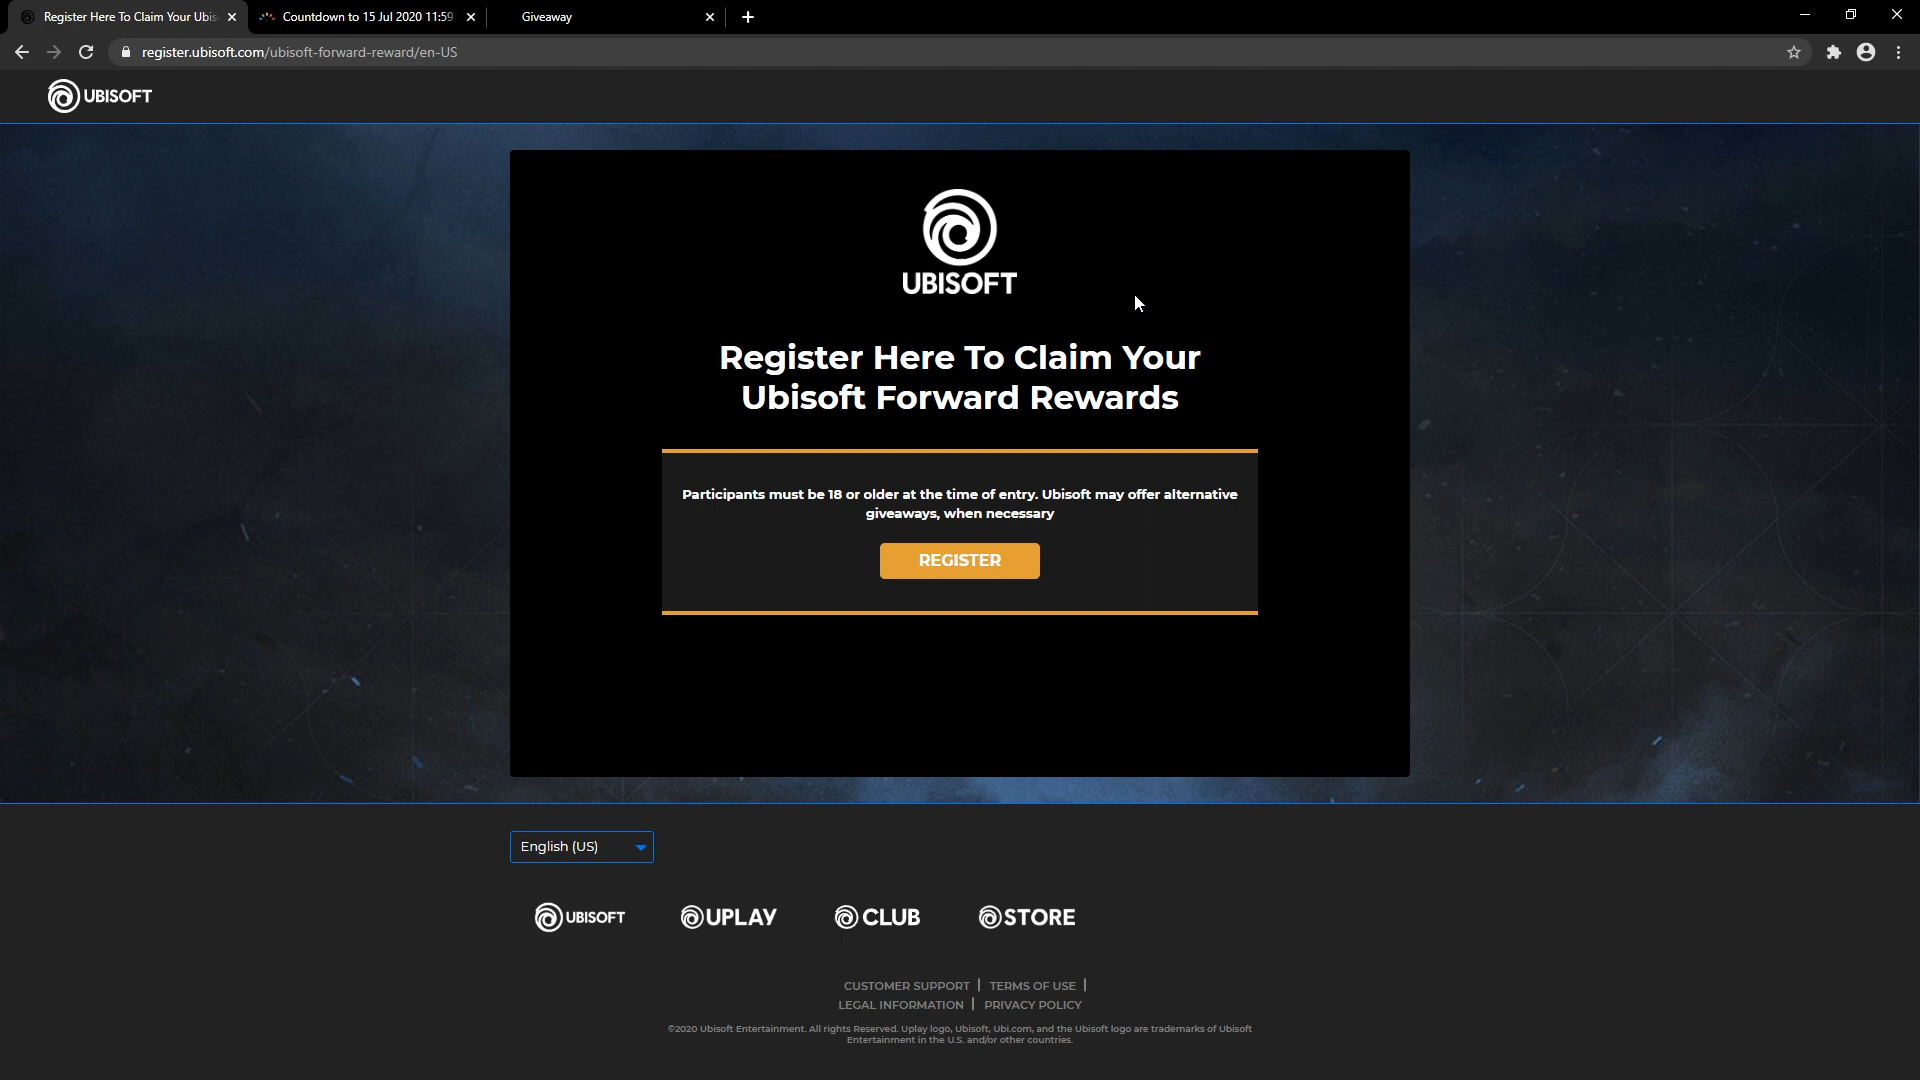 Register Here To Claim Your Ubis
Countdown to 15 Jul 2020 11:59
Giveaway
register.ubisoft.com/ubisoft-forward-reward/en-US
UBISOFT
UBISOFT
Register Here To Claim Your
Ubisoft Forward Rewards
Participants must be 18 or older at the time of entry. Ubisoft may offer alternative
giveaways, when necessary
REGISTER
English (US)
UBISOFT
UPLAY
CLUB
STORE
CUSTOMER SUPPORT | TERMS OF USE |
LEGAL INFORMATION | PRIVACY POLICY
©2020 Ubisoft Entertainment. All rights Reserved. Uplay logo, Ubisoft, Ubi.com, and the Ubisoft logo are trademarks of Ubisoft
Entertainment in the U.S. and/or other countries.